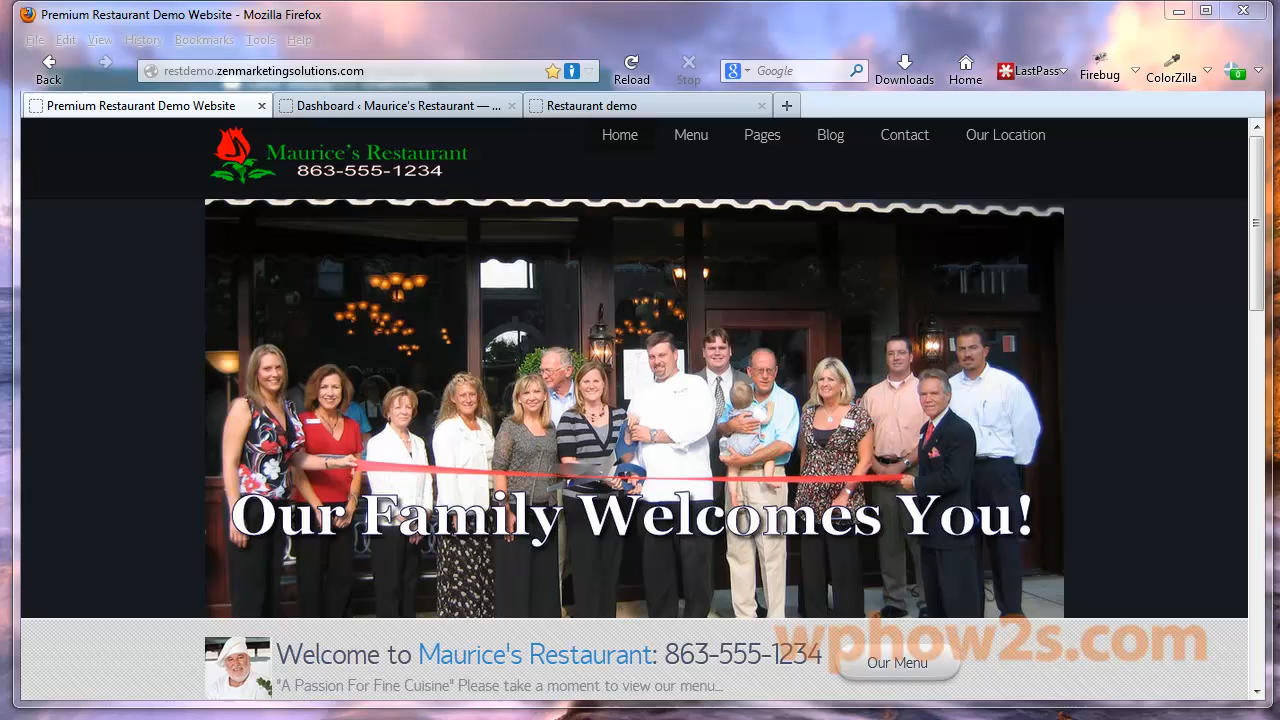 Premium Restaurant Demo Website - Mozilla Firefox
File Edit View History Bookmarks Tools Help
Back restdemo.zenmarketingsolutions.com Reload Stop Google Downloads Home LastPass Firebug ColorZilla 0
Premium Restaurant Demo Website Dashboard ‹ Maurice's Restaurant — ... Restaurant demo
Home Menu Pages Blog Contact Our Location
Maurice's Restaurant
863-555-1234
Our Family Welcomes You!
wphow2s.com
Welcome to Maurice's Restaurant: 863-555-1234
Our Menu
"A Passion For Fine Cuisine" Please take a moment to view our menu...